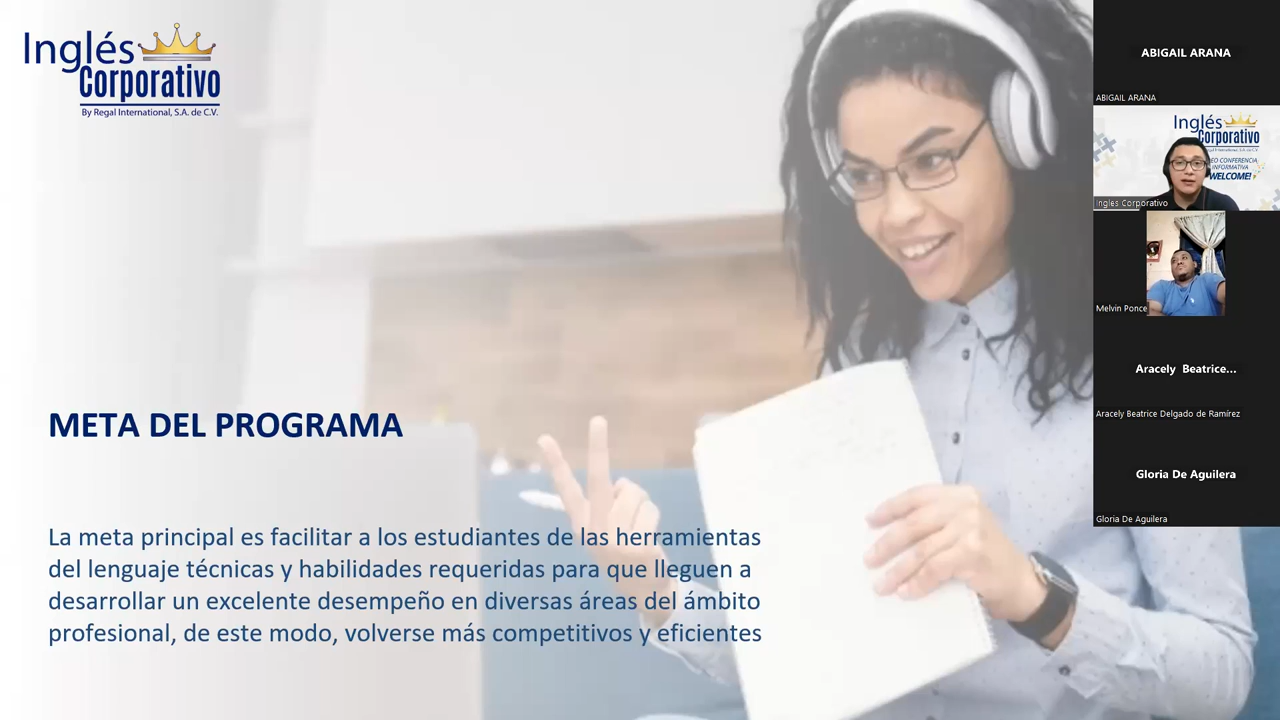 Inglés
Corporativo
By Regal International, S.A. de C.V.
META DEL PROGRAMA
La meta principal es facilitar a los estudiantes de las herramientas
del lenguaje técnicas y habilidades requeridas para que lleguen a
desarrollar un excelente desempeño en diversas áreas del ámbito
profesional, de este modo, volverse más competitivos y eficientes
ABIGAIL ARANA
ABIGAIL ARANA
Inglés
Corporativo
CONFERENCIA
INFORMATIVA
WELCOME!
Ingles Corporativo
Melvin Ponce
Aracely Beatrice...
Aracely Beatrice Delgado de Ramírez
Gloria De Aguilera
Gloria De Aguilera